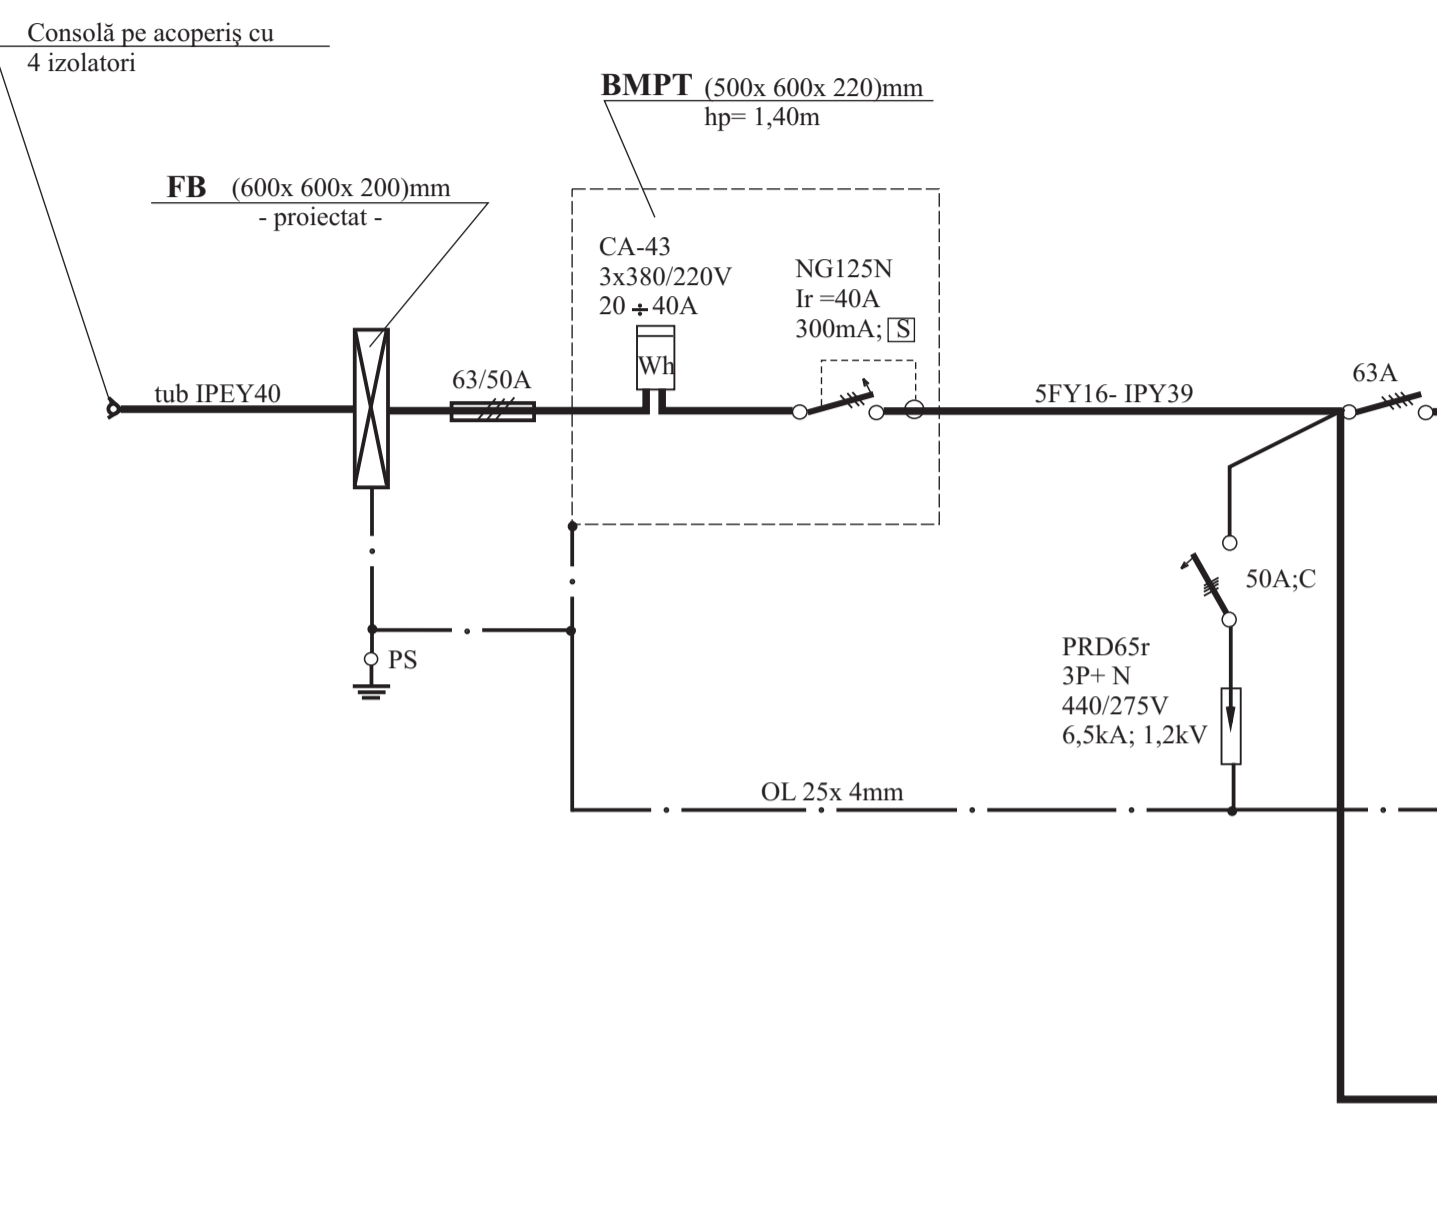 Consolă pe acoperiş cu
4 izolatori
BMPT (500x 600x 220)mm
hp= 1,40m
FB (600x 600x 200)mm
- proiectat -
CA-43
3x380/220V
20 ÷ 40A
Wh
NG125N
Ir =40A
300mA; S
tub IPEY40
63/50A
5FY16- IPY39
63A
50A;C
PS
PRD65r
3P+ N
440/275V
6,5kA; 1,2kV
OL 25x 4mm